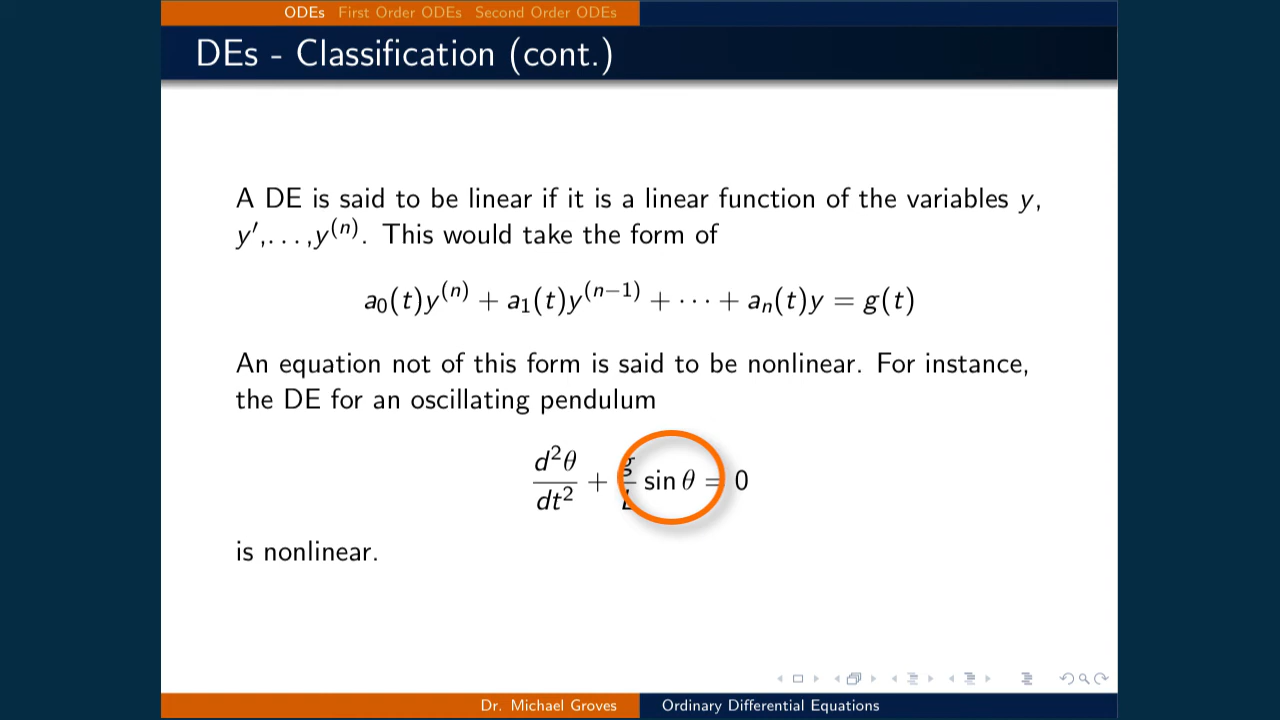 ODEs First Order ODEs Second Order ODEs
DEs - Classification (cont.)
A DE is said to be linear if it is a linear function of the variables y,
y′,...,y⁽ⁿ⁾. This would take the form of
a₀(t)y⁽ⁿ⁾ + a₁(t)y⁽ⁿ⁻¹⁾ + ··· + aₙ(t)y = g(t)
An equation not of this form is said to be nonlinear. For instance,
the DE for an oscillating pendulum
d²θ/dt² + g/L sin θ = 0
is nonlinear.
Dr. Michael Groves Ordinary Differential Equations